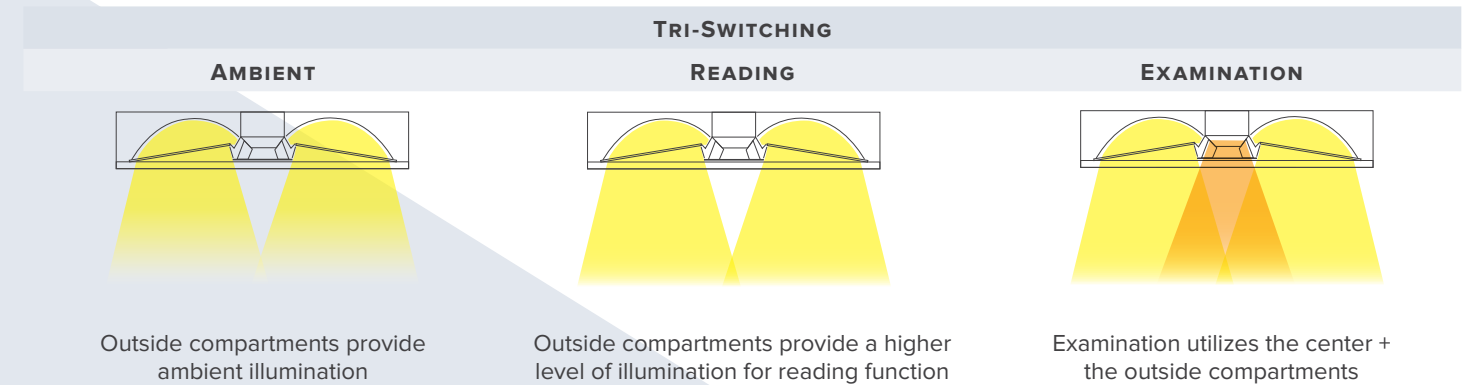 Tri-Switching
Ambient
Reading
Examination
Outside compartments provide
ambient illumination
Outside compartments provide a higher
level of illumination for reading function
Examination utilizes the center +
the outside compartments